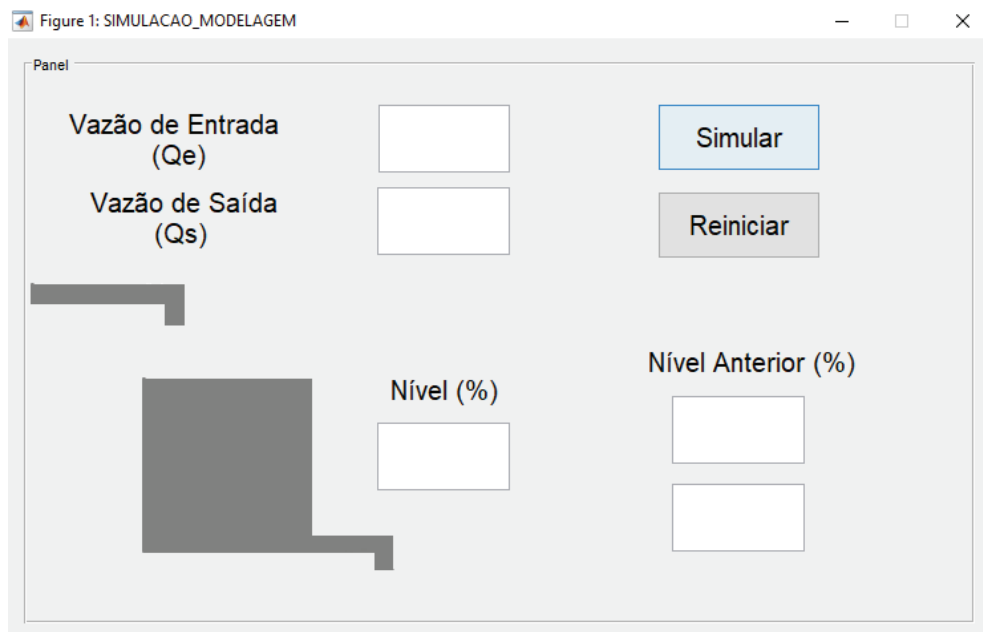 Figure 1: SIMULACAO_MODELAGEM
Panel
Vazão de Entrada
(Qe)
Simular
Vazão de Saída
(Qs)
Reiniciar
Nível (%)
Nível Anterior (%)